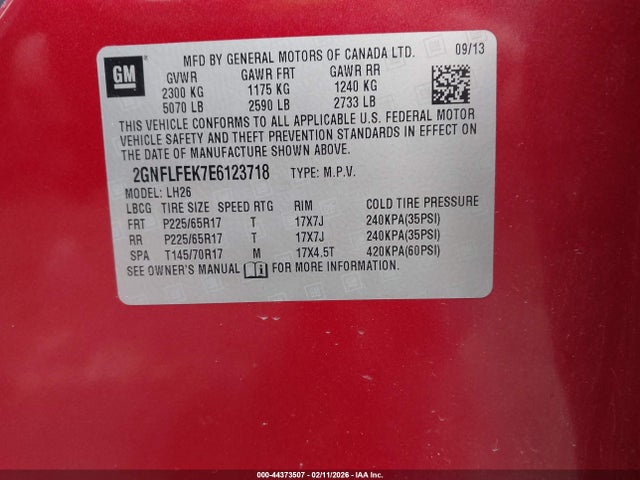 GM
MFD BY GENERAL MOTORS OF CANADA LTD. 09/13
GVWR GAWR FRT GAWR RR
2300 KG 1175 KG 1240 KG
5070 LB 2590 LB 2733 LB
THIS VEHICLE CONFORMS TO ALL APPLICABLE U.S. FEDERAL MOTOR
VEHICLE SAFETY AND THEFT PREVENTION STANDARDS IN EFFECT ON
THE DATE OF MANUFACTURE SHOWN ABOVE.
2GNFLFEK7E6123718 TYPE: M.P.V.
MODEL: LH26
LBCG TIRE SIZE SPEED RTG RIM COLD TIRE PRESSURE
FRT P225/65R17 T 17X7J 240KPA(35PSI)
RR P225/65R17 T 17X7J 240KPA(35PSI)
SPA T145/70R17 M 17X4.5T 420KPA(60PSI)
SEE OWNER'S MANUAL FOR MORE INFORMATION.
000-44373507 - 02/11/2026 - IAA Inc.